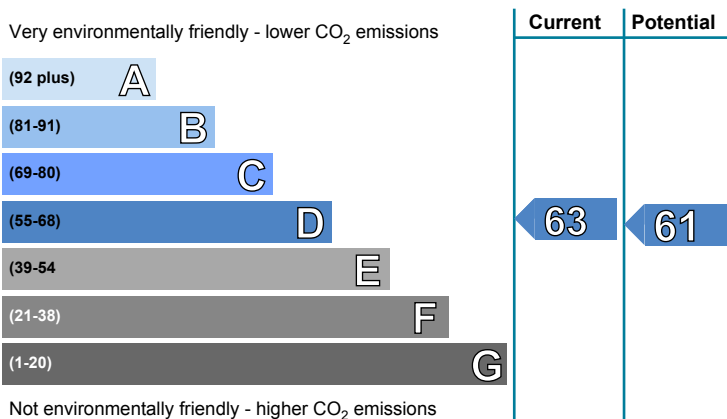 Very environmentally friendly - lower CO2 emissions
Current Potential
(92 plus) A
(81-91) B
(69-80) C
(55-68) D
63 61
(39-54 E
(21-38) F
(1-20) G
Not environmentally friendly - higher CO2 emissions